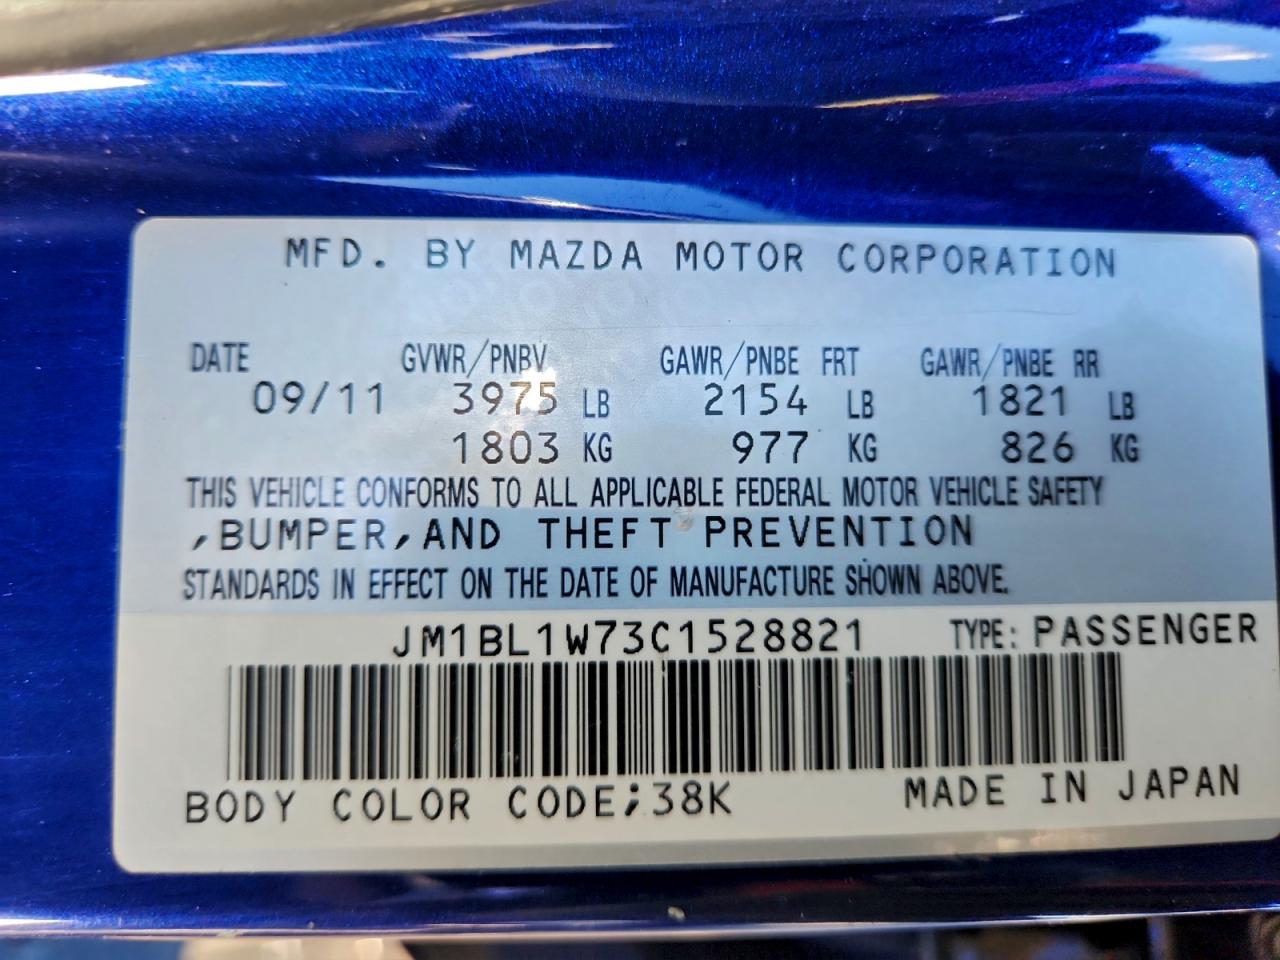 MFD. BY MAZDA MOTOR CORPORATION
DATE GVWR/PNBV GAWR/PNBE FRT GAWR/PNBE RR
09/11 3975 LB 2154 LB 1821 LB
1803 KG 977 KG 826 KG
THIS VEHICLE CONFORMS TO ALL APPLICABLE FEDERAL MOTOR VEHICLE SAFETY
,BUMPER,AND THEFT PREVENTION
STANDARDS IN EFFECT ON THE DATE OF MANUFACTURE SHOWN ABOVE.
JM1BL1W73C1528821 TYPE: PASSENGER
BODY COLOR CODE;38K MADE IN JAPAN